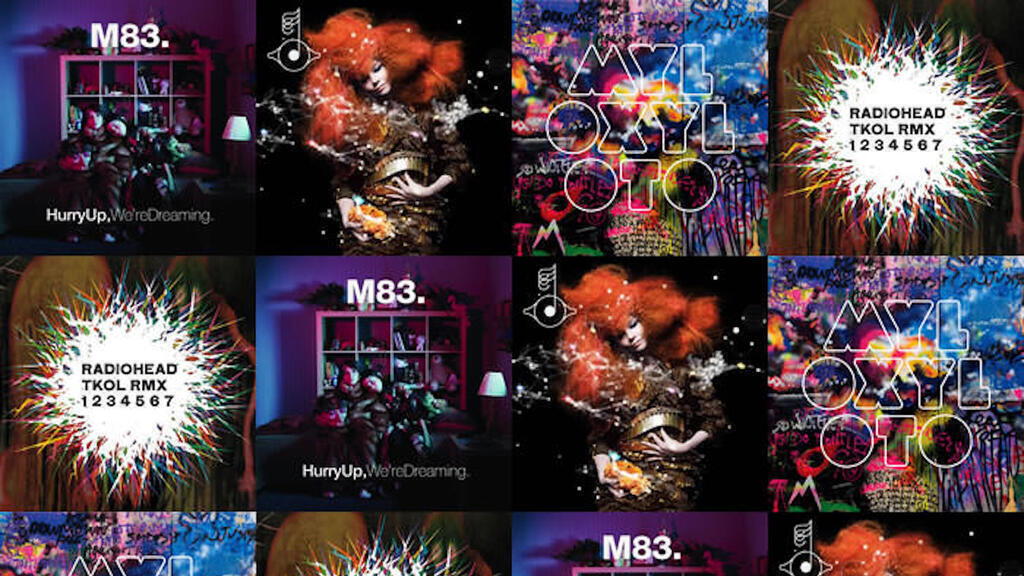 M83.
HurryUp,We'reDreaming.
MYL
OXYL
OTO
RADIOHEAD
TKOL RMX
1 2 3 4 5 6 7
RADIOHEAD
TKOL RMX
1 2 3 4 5 6 7
M83.
HurryUp,We'reDreaming.
MYL
OXYL
OTO
MYL
M83.